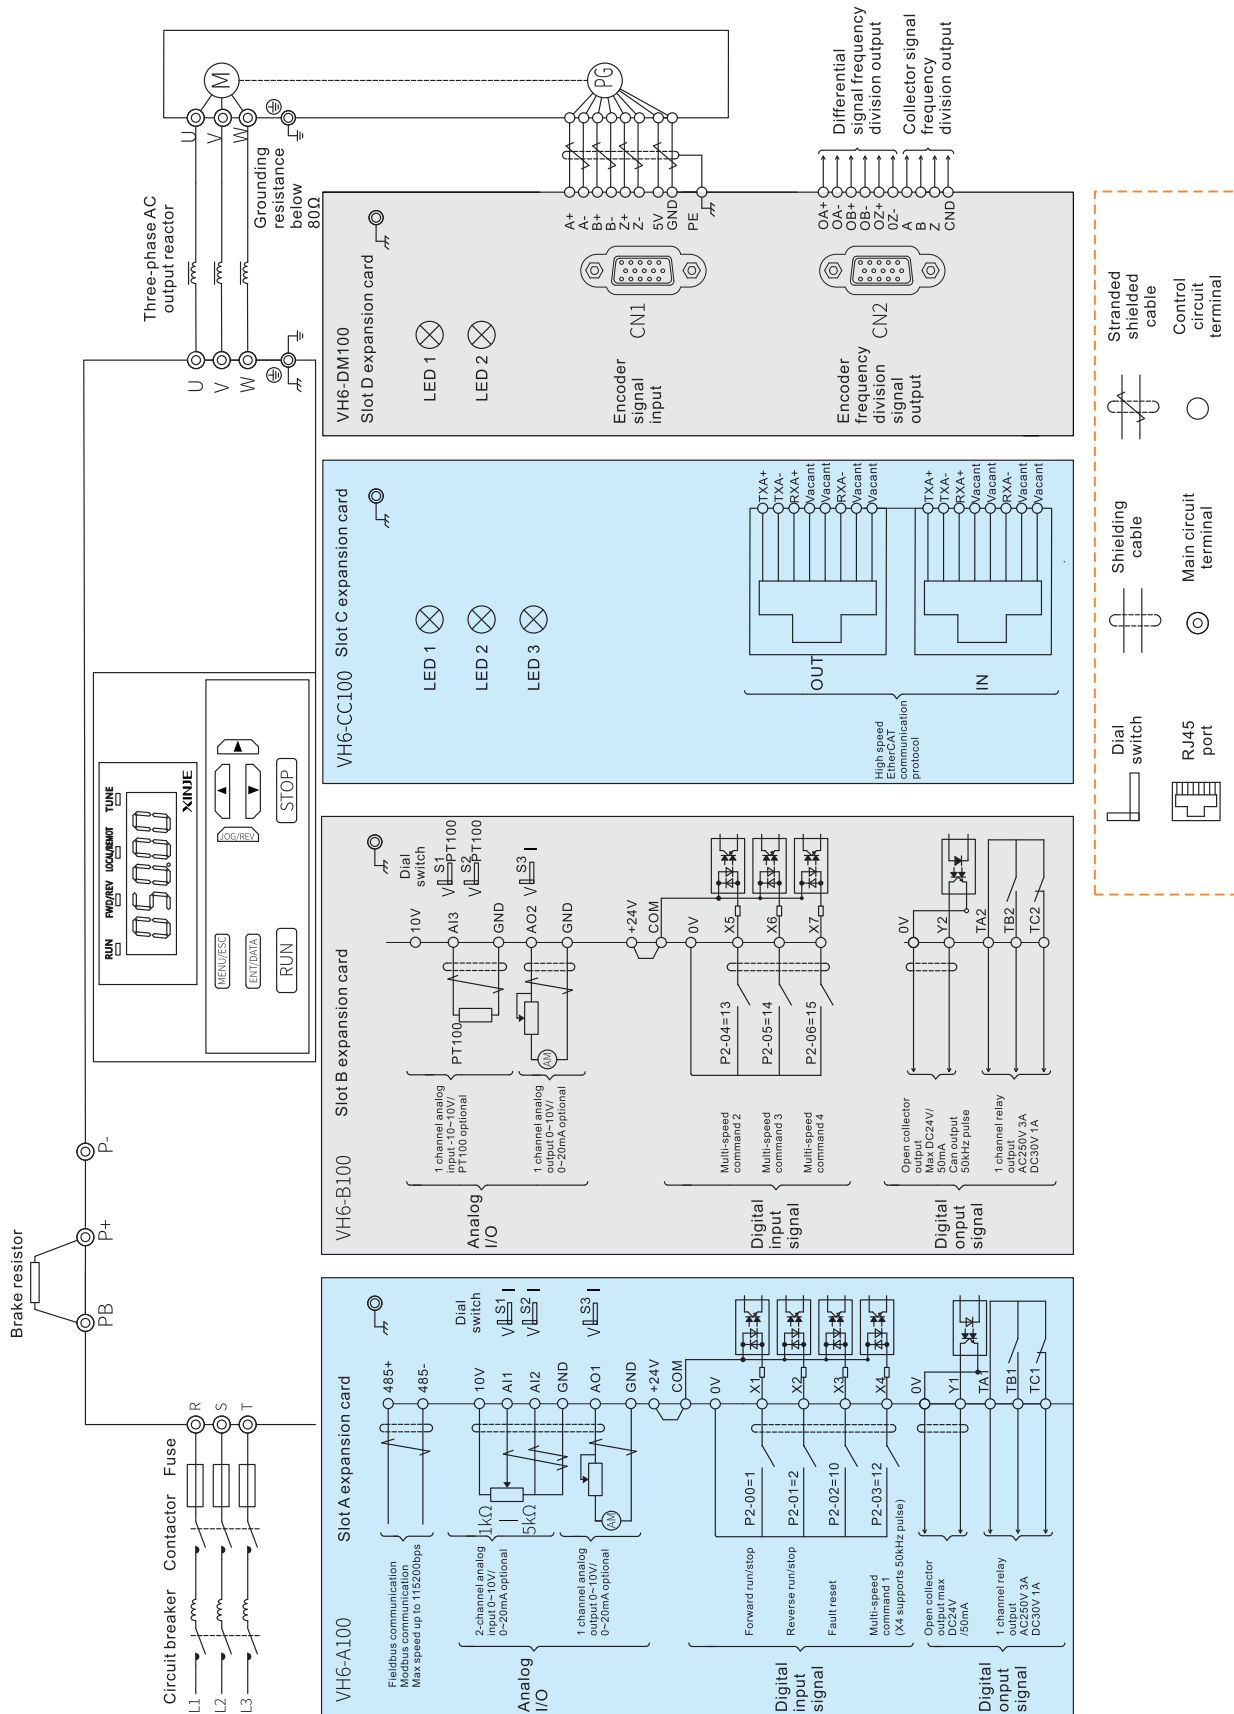 Brake resistor
PB
P+
P-
Circuit breaker
Contactor
Fuse
L1
L2
L3
R
S
T
RUN
FWD/REV
LOCAL/REMOT
TUNE
050.00
XINJE
MENU/ESC
ENT/DATA
RUN
JOG/REV
STOP
U
V
W
Three-phase AC
output reactor
U
V
W
M
PG
Grounding
resistance
below
80Ω
VH6-A100
Slot A expansion card
Fieldbus communication
Modbus communication
Max speed up to 115200bps
485+
485-
2-channel analog
input 0~10V/
0~20mA optional
1kΩ
5kΩ
10V
AI1
AI2
GND
Dial
switch
V S1 I
V S2 I
1 channel analog
output 0~10V/
0~20mA optional
AM
AO1
GND
V S3 I
Analog
I/O
+24V
COM
0V
Forward run/stop
P2-00=1
X1
Reverse run/stop
P2-01=2
X2
Fault reset
P2-02=10
X3
Multi-speed
command 1
(X4 supports 50kHz pulse)
P2-03=12
X4
Digital
input
signal
Open collector
output max
DC24V
/50mA
0V
Y1
1 channel relay
output
AC250V 3A
DC30V 1A
TA1
TB1
TC1
Digital
onput
signal
VH6-B100
Slot B expansion card
1 channel analog
input -10~10V/
PT100 optional
PT100
10V
AI3
GND
Dial
switch
V S1 PT100
V S2 PT100
1 channel analog
output 0~10V/
0~20mA optional
AM
AO2
GND
V S3 I
Analog
I/O
+24V
COM
0V
Multi-speed
command 2
P2-04=13
X5
Multi-speed
command 3
P2-05=14
X6
Multi-speed
command 4
P2-06=15
X7
Digital
input
signal
Open collector
output
Max DC24V/
50mA
Can output
50kHz pulse
0V
Y2
1 channel relay
output
AC250V 3A
DC30V 1A
TA2
TB2
TC2
Digital
onput
signal
VH6-CC100
Slot C expansion card
LED 1
LED 2
LED 3
High speed
EtherCAT
communication
protocol
OUT
TXA+
TXA-
RXA+
Vacant
Vacant
RXA-
Vacant
Vacant
IN
TXA+
TXA-
RXA+
Vacant
Vacant
RXA-
Vacant
Vacant
VH6-DM100
Slot D expansion card
LED 1
LED 2
Encoder
signal
input
CN1
A+
A-
B+
B-
Z+
Z-
5V
GND
PE
Encoder
frequency
division
signal
output
CN2
OA+
OA-
OB+
OB-
OZ+
0Z-
A
B
Z
CND
Differential
signal frequency
division output
Collector signal
frequency
division output
Dial
switch
Shielding
cable
Stranded
shielded
cable
RJ45
port
Main circuit
terminal
Control
circuit
terminal